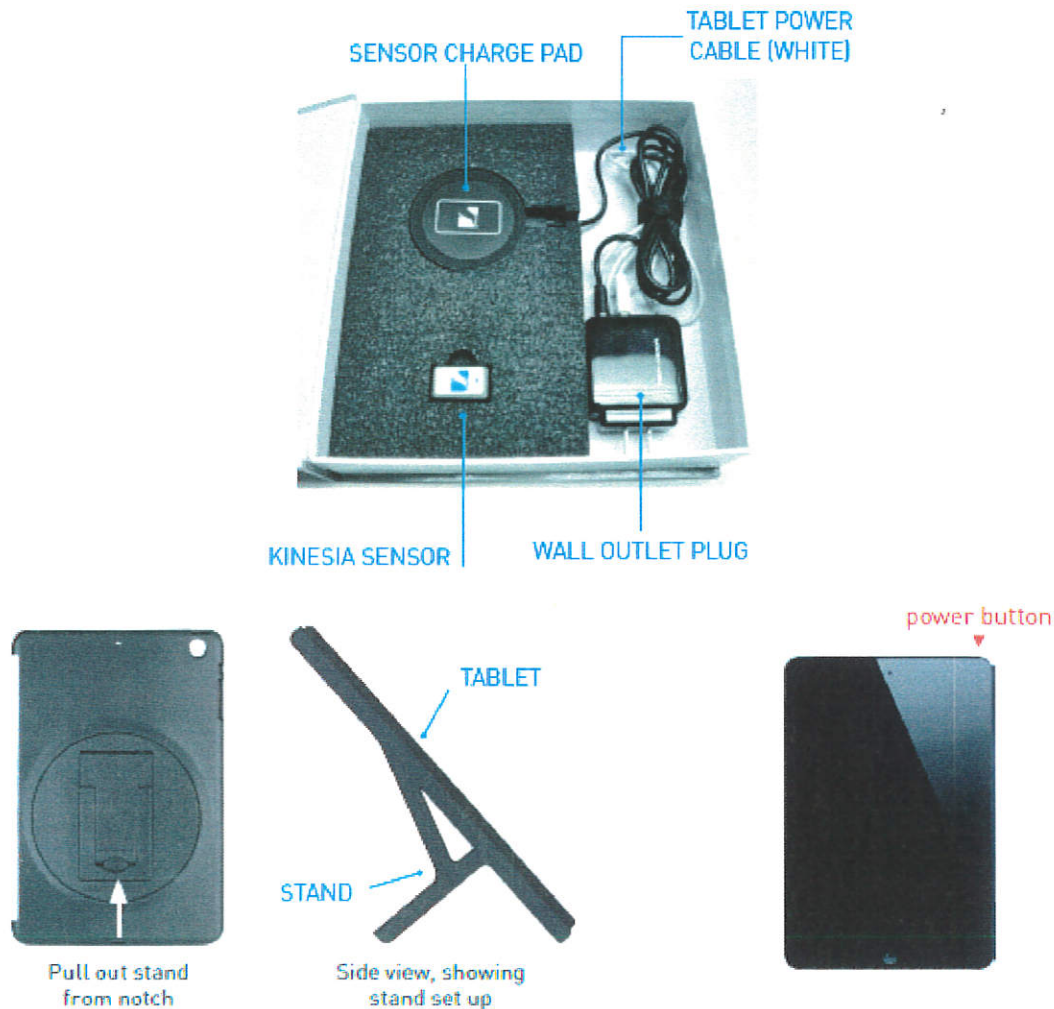 TABLET POWER
CABLE (WHITE)
SENSOR CHARGE PAD
KINESIA SENSOR
WALL OUTLET PLUG
power button
TABLET
STAND
Pull out stand
from notch
Side view, showing
stand set up